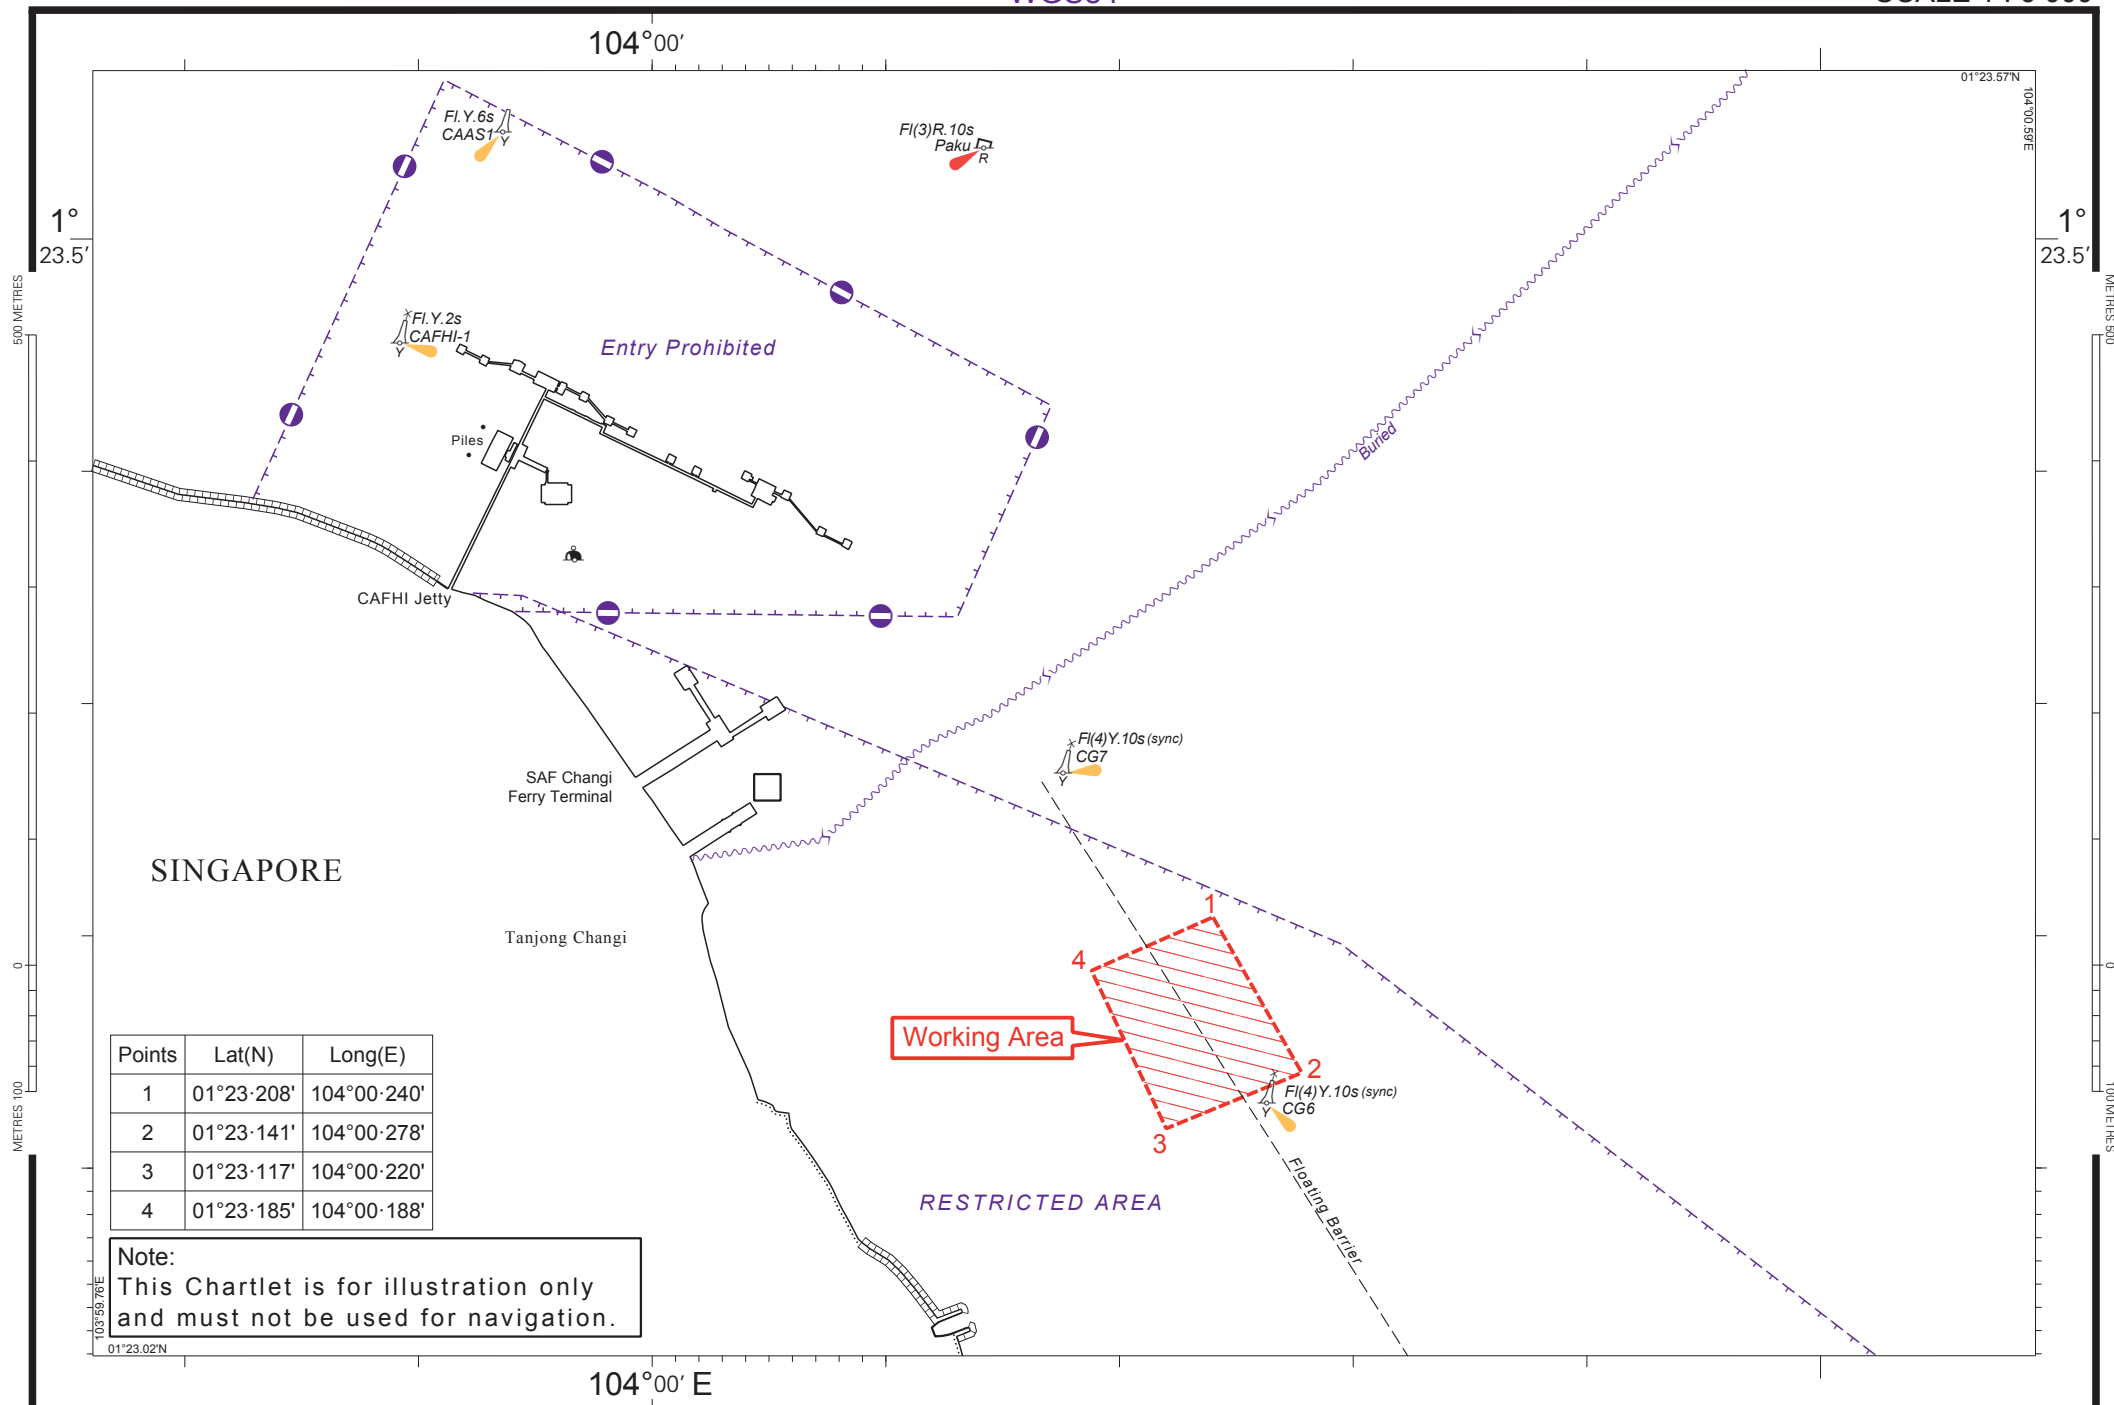 104°00'
01°23.57'N
104°00.59'E
Fl.Y.6s
CAAS1
Y
Fl(3)R.10s
Paku
R
1°
23.5'
1°
23.5'
500 METRES
METRES 500
Fl.Y.2s
CAFHI-1
Y
Entry Prohibited
Piles
Buried
CAFHI Jetty
Fl(4)Y.10s (sync)
CG7
Y
SAF Changi
Ferry Terminal
SINGAPORE
Tanjong Changi
1
4
0
0
Working Area
2
Fl(4)Y.10s (sync)
CG6
Y
3
METRES 100
100 METRES
Floating Barrier
RESTRICTED AREA
Points Lat(N) Long(E)
1 01°23·208' 104°00·240'
2 01°23·141' 104°00·278'
3 01°23·117' 104°00·220'
4 01°23·185' 104°00·188'
Note:
This Chartlet is for illustration only
and must not be used for navigation.
103°59.76'E
01°23.02'N
104°00' E